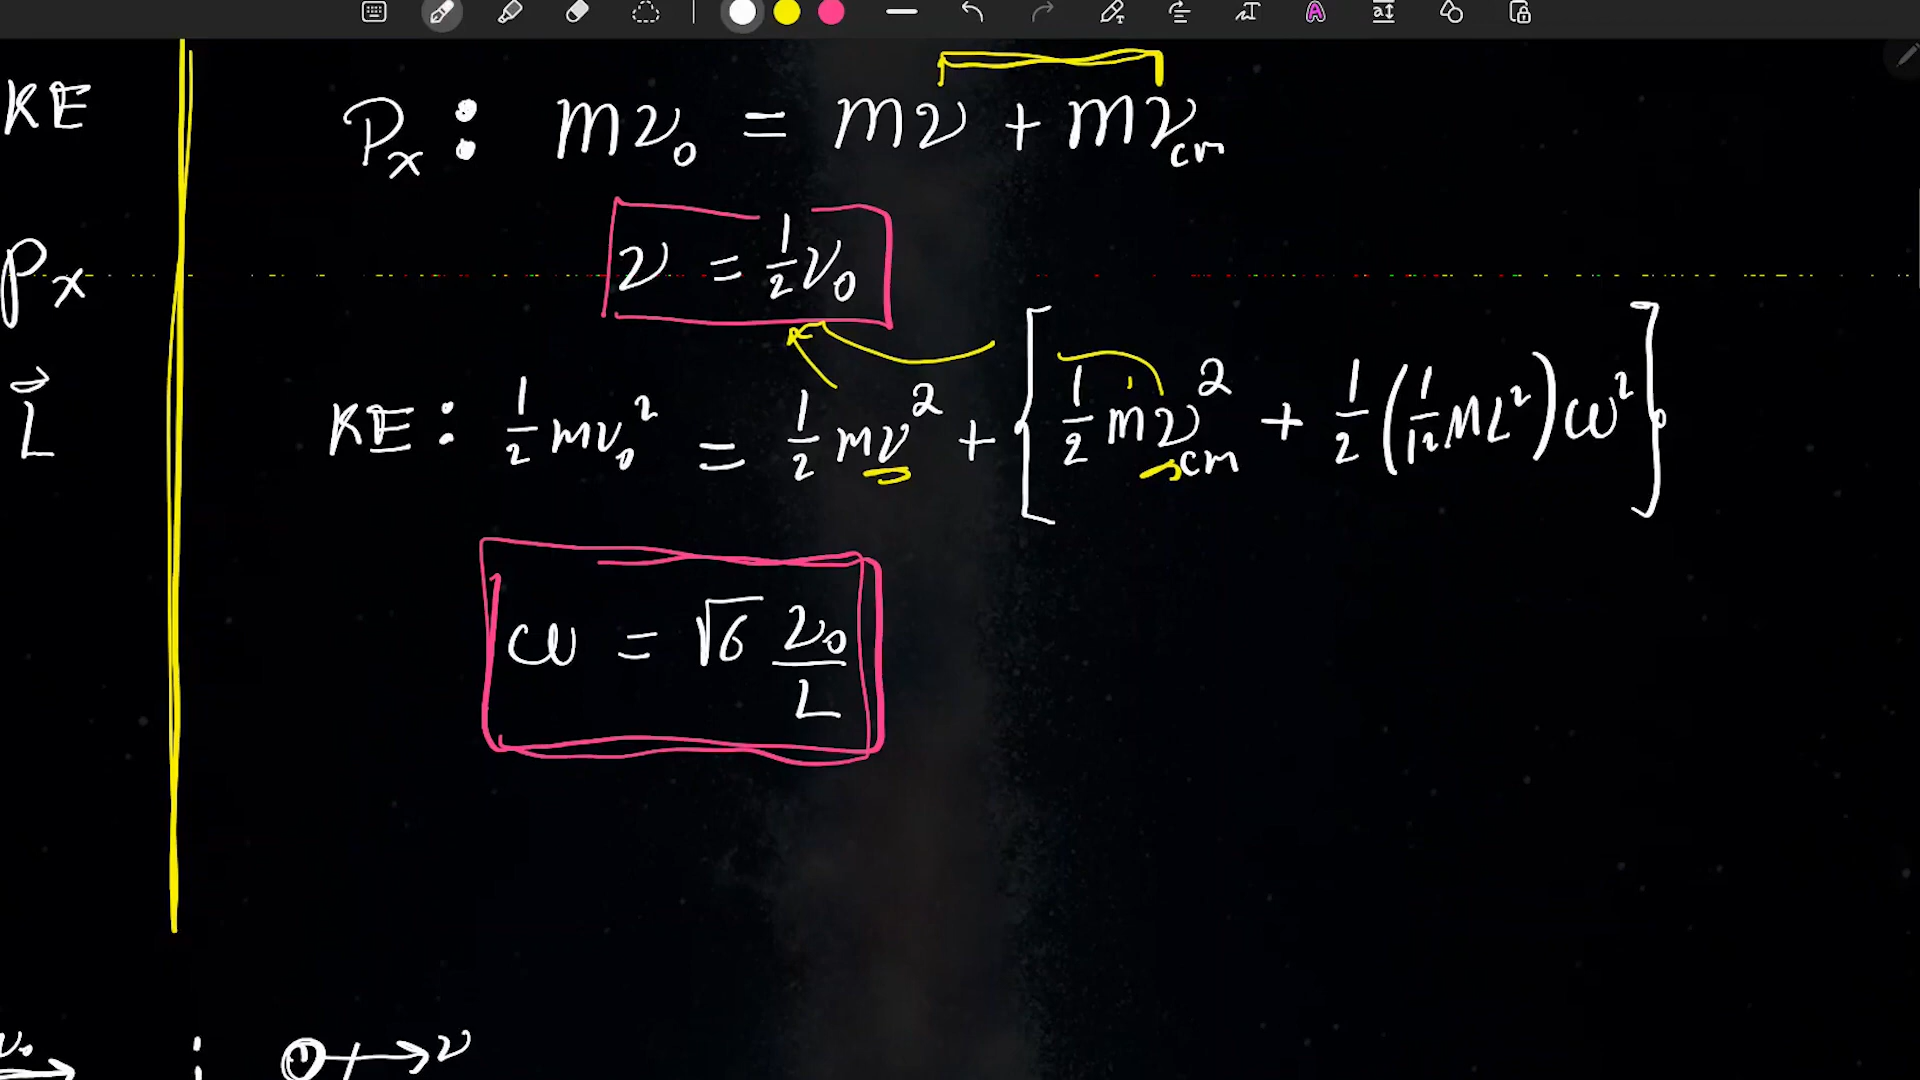 KE
Pₓ : mv₀ = mv + mv_cm
v = ½v₀
Pₓ
L⃗
KE : ½mv₀² = ½mv² + [½mv_cm² + ½(1/12 ML²)ω²]
ω = √6 v₀/L
v₀ : 1 → v